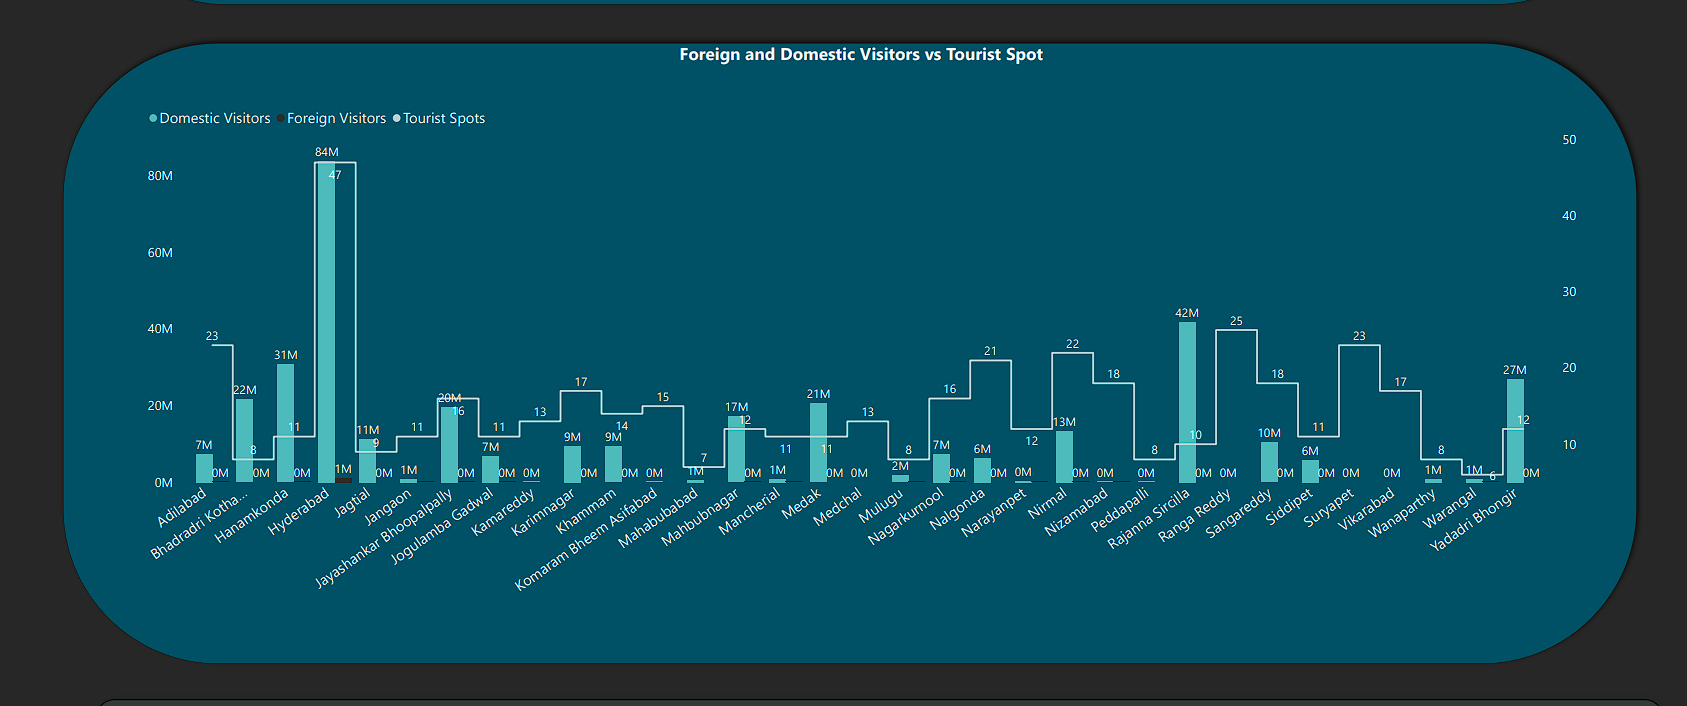 Foreign and Domestic Visitors vs Tourist Spot
Domestic Visitors Foreign Visitors Tourist Spots
80M
60M
40M
20M
0M
50
40
30
20
10
7M 22M 31M 84M 11M 1M 20M 7M 0M 9M 9M 0M 1M 17M 1M 21M 0M 2M 7M 6M 0M 13M 0M 0M 42M 0M 10M 6M 0M 0M 1M 1M 27M
0M 0M 0M 1M 0M 0M 0M 0M 0M 0M 0M 0M 0M 0M 0M 0M
23 8 11 47 9 11 16 11 13 17 14 15 7 12 11 11 13 8 16 21 12 22 18 8 10 25 18 11 23 17 8 6 12
Adilabad
Bhadradri Kotha...
Hanamkonda
Hyderabad
Jagtial
Jangaon
Jayashankar Bhoopalpally
Jogulamba Gadwal
Kamareddy
Karimnagar
Khammam
Komaram Bheem Asifabad
Mahabubabad
Mahbubnagar
Mancherial
Medak
Medchal
Mulugu
Nagarkurnool
Nalgonda
Narayanpet
Nirmal
Nizamabad
Peddapalli
Rajanna Sircilla
Ranga Reddy
Sangareddy
Siddipet
Suryapet
Vikarabad
Wanaparthy
Warangal
Yadadri Bhongir